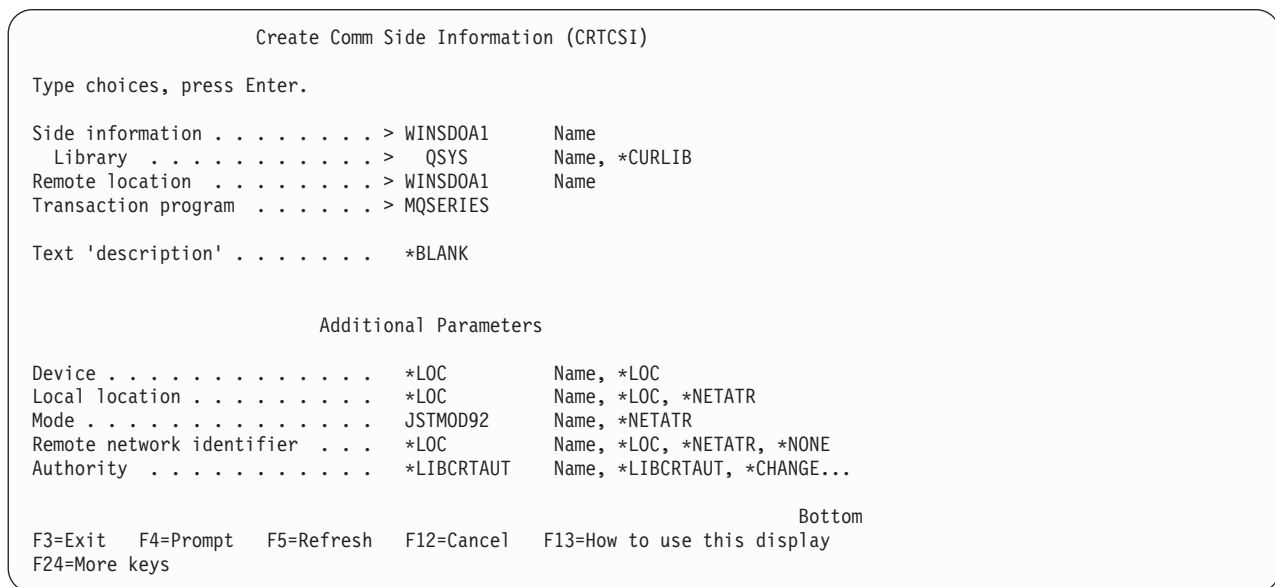 Create Comm Side Information (CRTCSI)
Type choices, press Enter.
Side information . . . . . . . . > WINSDOA1 Name
Library . . . . . . . . . . . > QSYS Name, *CURLIB
Remote location . . . . . . . . > WINSDOA1 Name
Transaction program . . . . . . > MQSERIES
Text 'description' . . . . . . . *BLANK
Additional Parameters
Device . . . . . . . . . . . . . *LOC Name, *LOC
Local location . . . . . . . . . *LOC Name, *LOC, *NETATR
Mode . . . . . . . . . . . . . . JSTMOD92 Name, *NETATR
Remote network identifier . . . *LOC Name, *LOC, *NETATR, *NONE
Authority . . . . . . . . . . . *LIBCRTAUT Name, *LIBCRTAUT, *CHANGE...
Bottom
F3=Exit F4=Prompt F5=Refresh F12=Cancel F13=How to use this display
F24=More keys